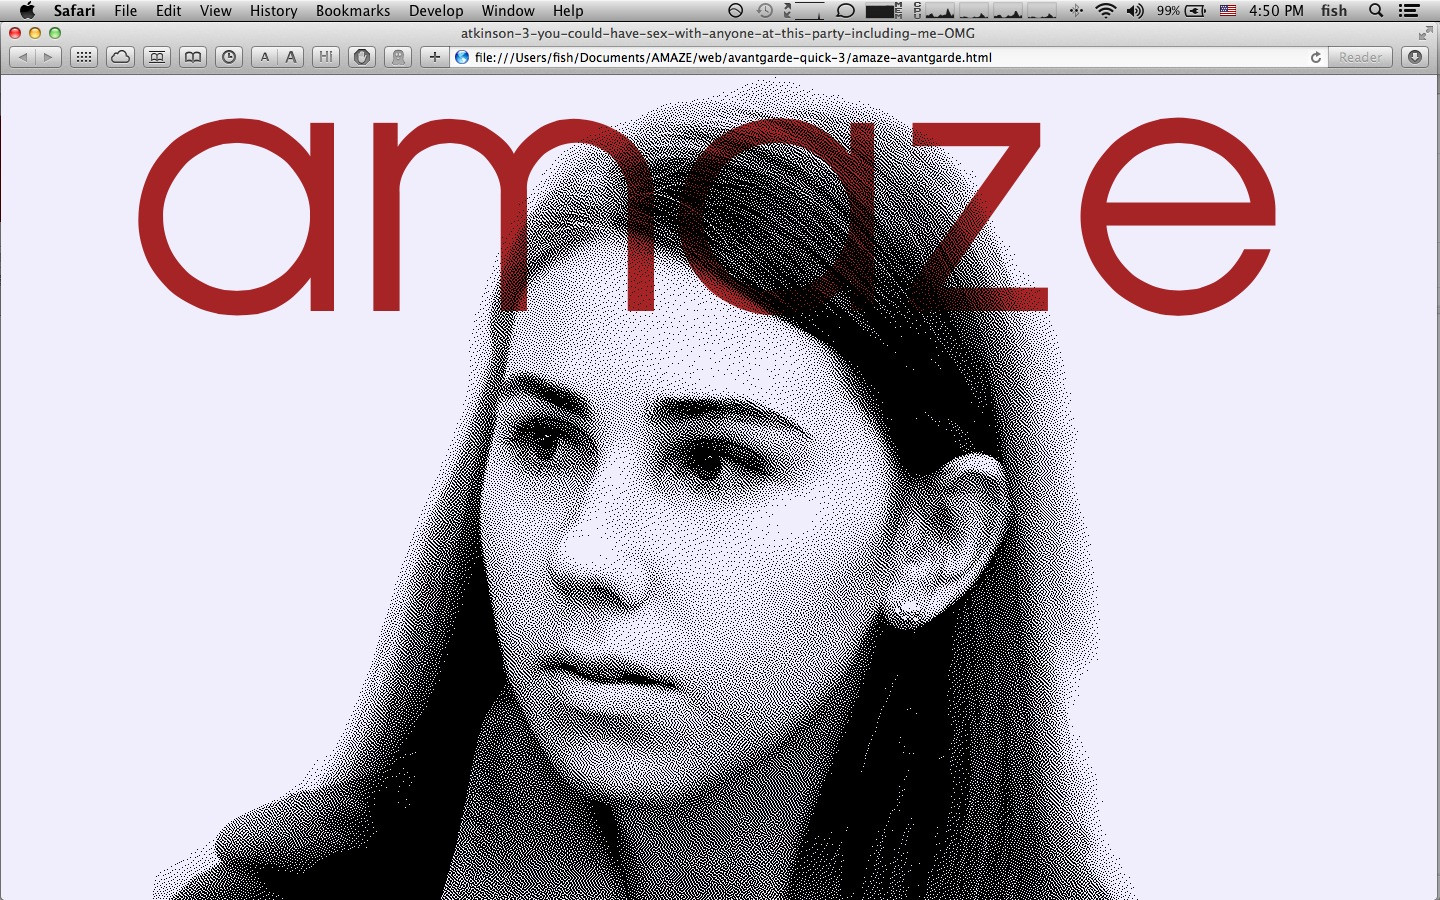 Safari File Edit View History Bookmarks Develop Window Help MEM CPU 99% 4:50 PM fish
atkinson-3-you-could-have-sex-with-anyone-at-this-party-including-me-OMG
A A Hi + file:///Users/fish/Documents/AMAZE/web/avantgarde-quick-3/amaze-avantgarde.html Reader
amaze